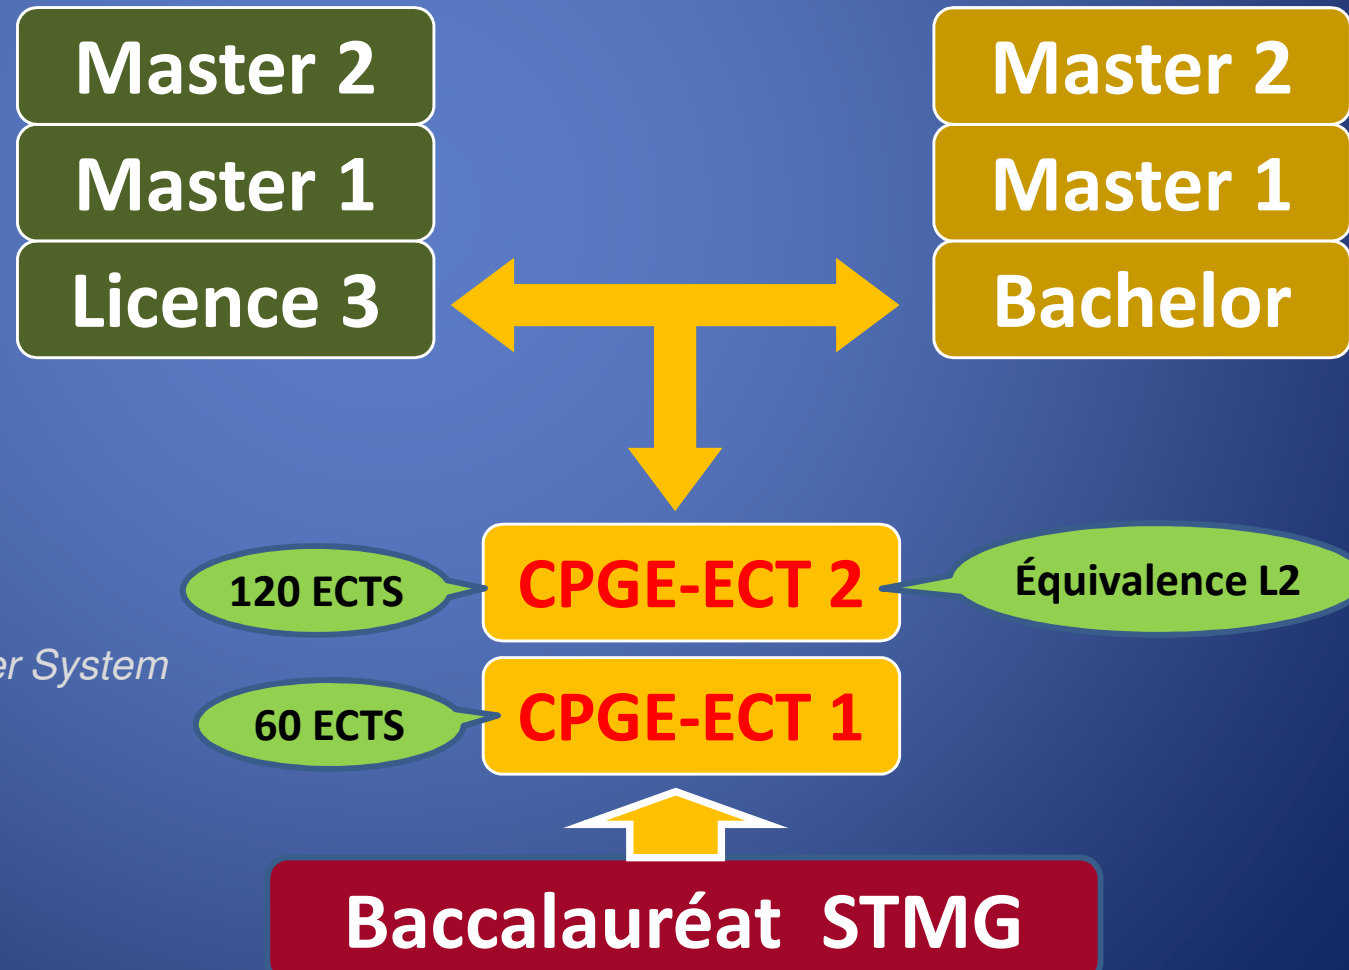 Master 2
Master 2
Master 1
Master 1
Licence 3
Bachelor
120 ECTS
CPGE-ECT 2
Équivalence L2
System
60 ECTS
CPGE-ECT 1
Baccalauréat STMG